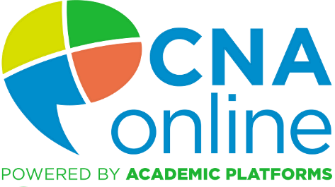 CNA
online
POWERED BY ACADEMIC PLATFORMS